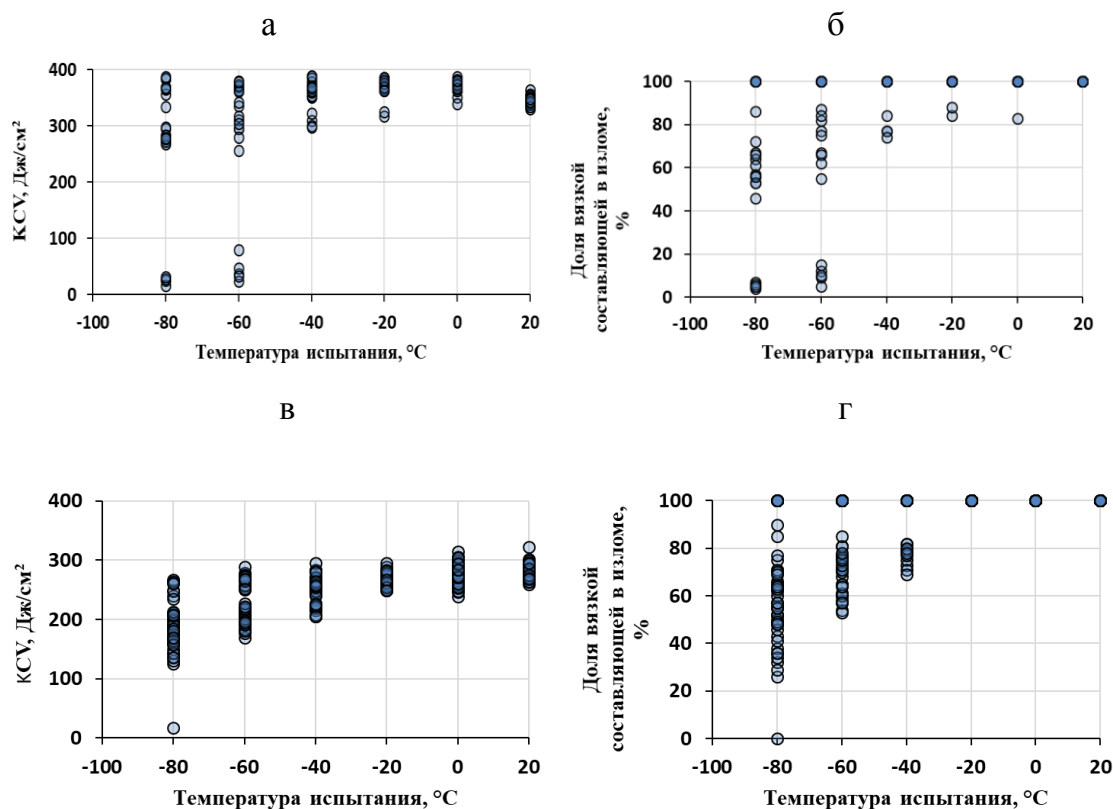 а
400
300
200
100
0
KCV, Дж/см²
-100 -80 -60 -40 -20 0 20
Температура испытания, °C
б
100
80
60
40
20
0
Доля вязкой
составляющей в изломе,
%
-100 -80 -60 -40 -20 0 20
Температура испытания, °C
в
400
300
200
100
0
KCV, Дж/см²
-100 -80 -60 -40 -20 0 20
Температура испытания, °C
г
100
80
60
40
20
0
Доля вязкой
составляющей в изломе,
%
-100 -80 -60 -40 -20 0 20
Температура испытания, °C